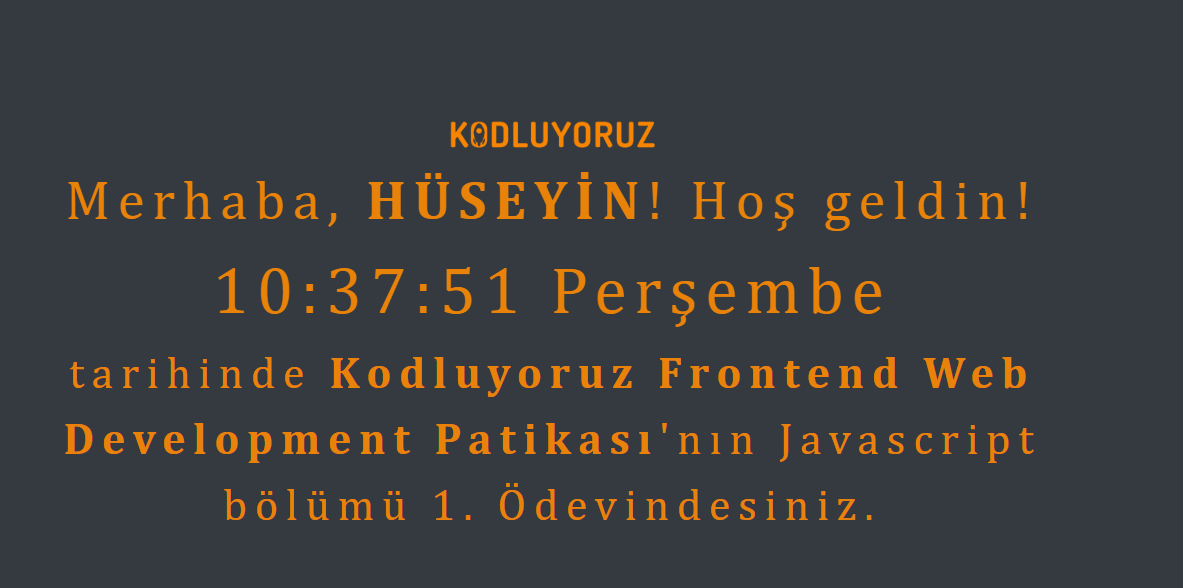 KODLUYORUZ
Merhaba, HÜSEYİN! Hoş geldin!
10:37:51 Perşembe
tarihinde Kodluyoruz Frontend Web
Development Patikası'nın Javascript
bölümü 1. Ödevindesiniz.